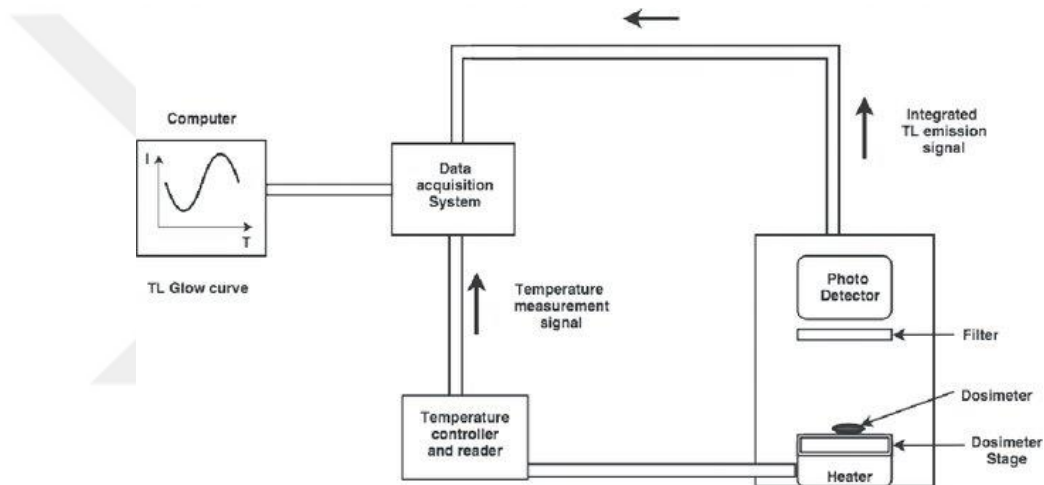 Integrated
TL emission
signal
Computer
I
T
TL Glow curve
Data
acquisition
System
Temperature
measurement
signal
Temperature
controller
and reader
Photo
Detector
Filter
Dosimeter
Dosimeter
Stage
Heater